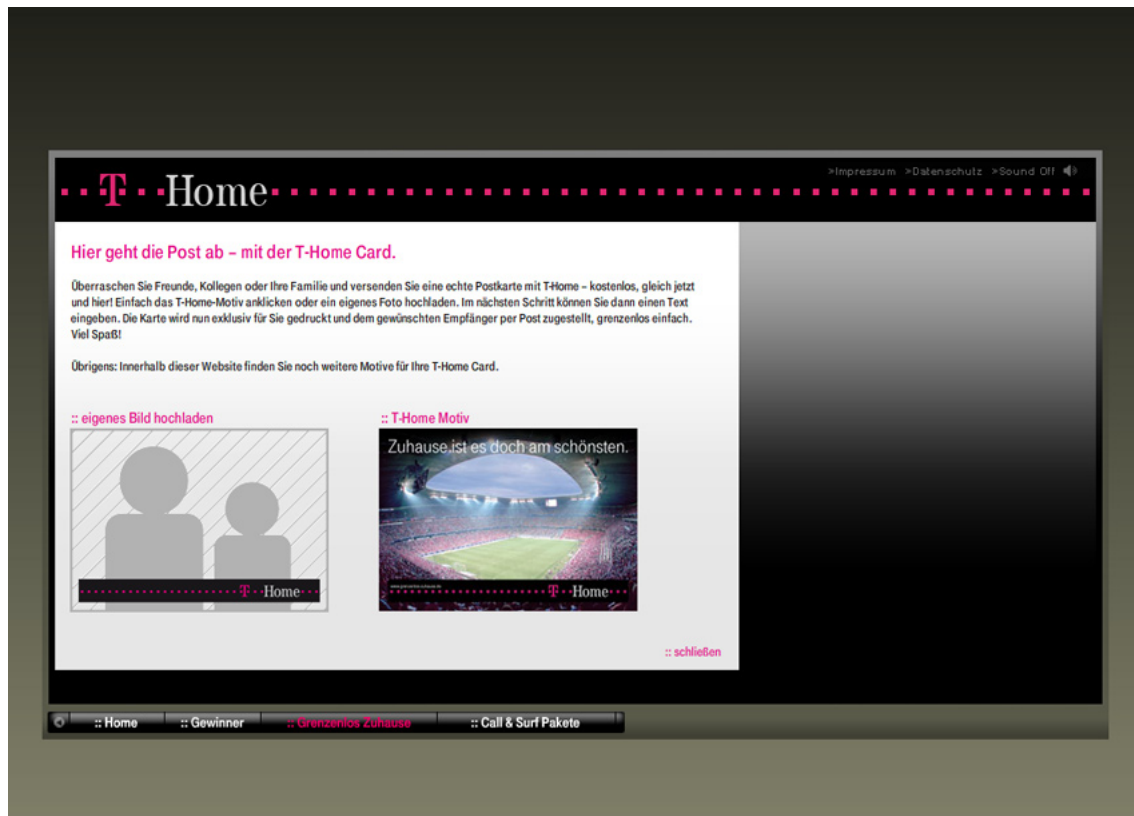 >Impressum >Datenschutz >Sound Off
T Home
Hier geht die Post ab – mit der T-Home Card.
Überraschen Sie Freunde, Kollegen oder Ihre Familie und versenden Sie eine echte Postkarte mit T-Home – kostenlos, gleich jetzt
und hier! Einfach das T-Home-Motiv anklicken oder ein eigenes Foto hochladen. Im nächsten Schritt können Sie dann einen Text
eingeben. Die Karte wird nun exklusiv für Sie gedruckt und dem gewünschten Empfänger per Post zugestellt, grenzenlos einfach.
Viel Spaß!
Übrigens: Innerhalb dieser Website finden Sie noch weitere Motive für Ihre T-Home Card.
:: eigenes Bild hochladen
T Home
:: T-Home Motiv
Zuhause ist es doch am schönsten.
T Home
:: schließen
:: Home :: Gewinner :: Grenzenlos Zuhause :: Call & Surf Pakete